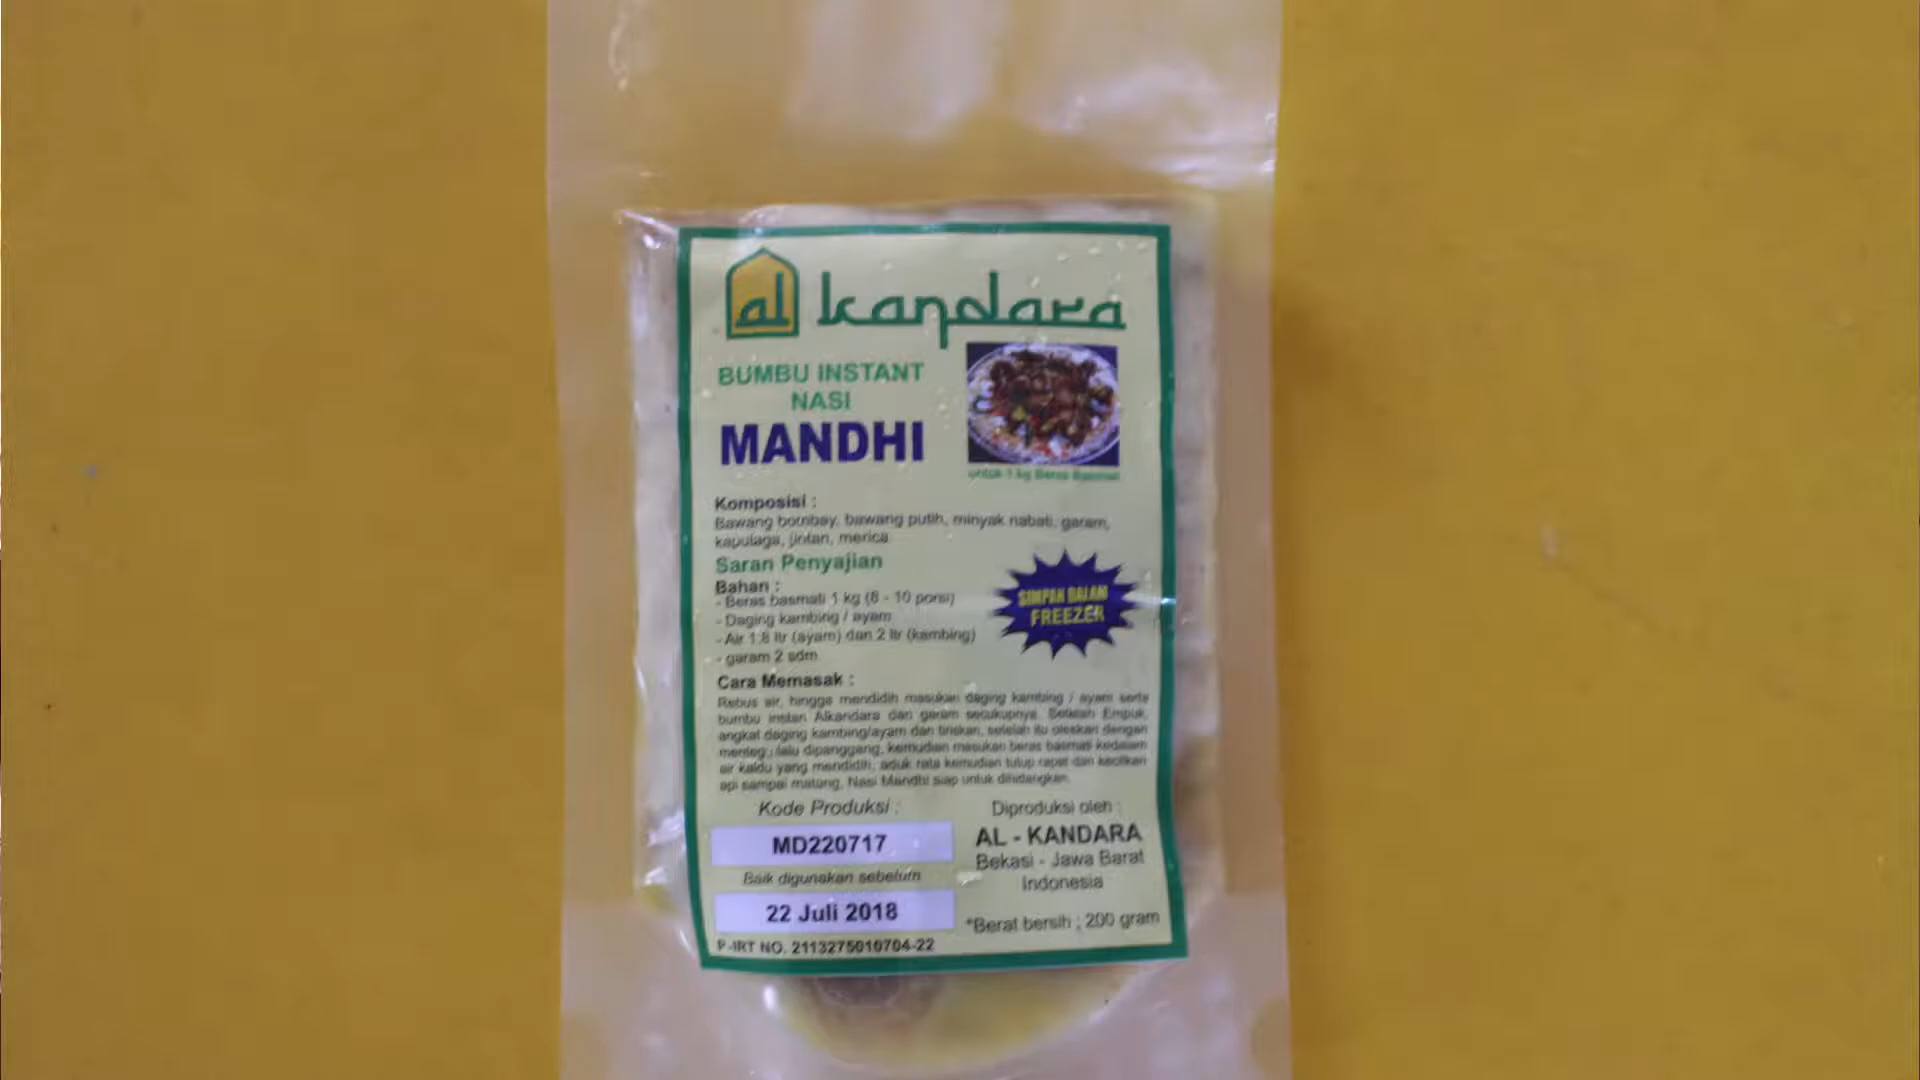 al kandara
BUMBU INSTANT
NASI
MANDHI
untuk 1 kg Beras Basmati
Komposisi :
Bawang bombay, bawang putih, minyak nabati, garam,
kapulaga, jintan, merica
Saran Penyajian
Bahan :
- Beras basmati 1 kg (8 - 10 porsi)
- Daging kambing / ayam
- Air 1.8 ltr (ayam) dan 2 ltr (kambing)
- garam 2 sdm
SIMPAN DALAM
FREEZER
Cara Memasak :
Rebus air, hingga mendidih masukan daging kambing / ayam serta
bumbu instan Alkandara dan garam secukupnya. Setelah Empuk,
angkat daging kambing/ayam dan tiriskan, setelah itu oleskan dengan
mentega lalu dipanggang, kemudian masukan beras basmati kedalam
air kaldu yang mendidih, aduk rata kemudian tutup rapat dan kecilkan
api sampai matang, Nasi Mandhi siap untuk dihidangkan.
Kode Produksi :
MD220717
Baik digunakan sebelum
22 Juli 2018
P-IRT NO. 2113275010704-22
Diproduksi oleh :
AL - KANDARA
Bekasi - Jawa Barat
Indonesia
*Berat bersih ; 200 gram